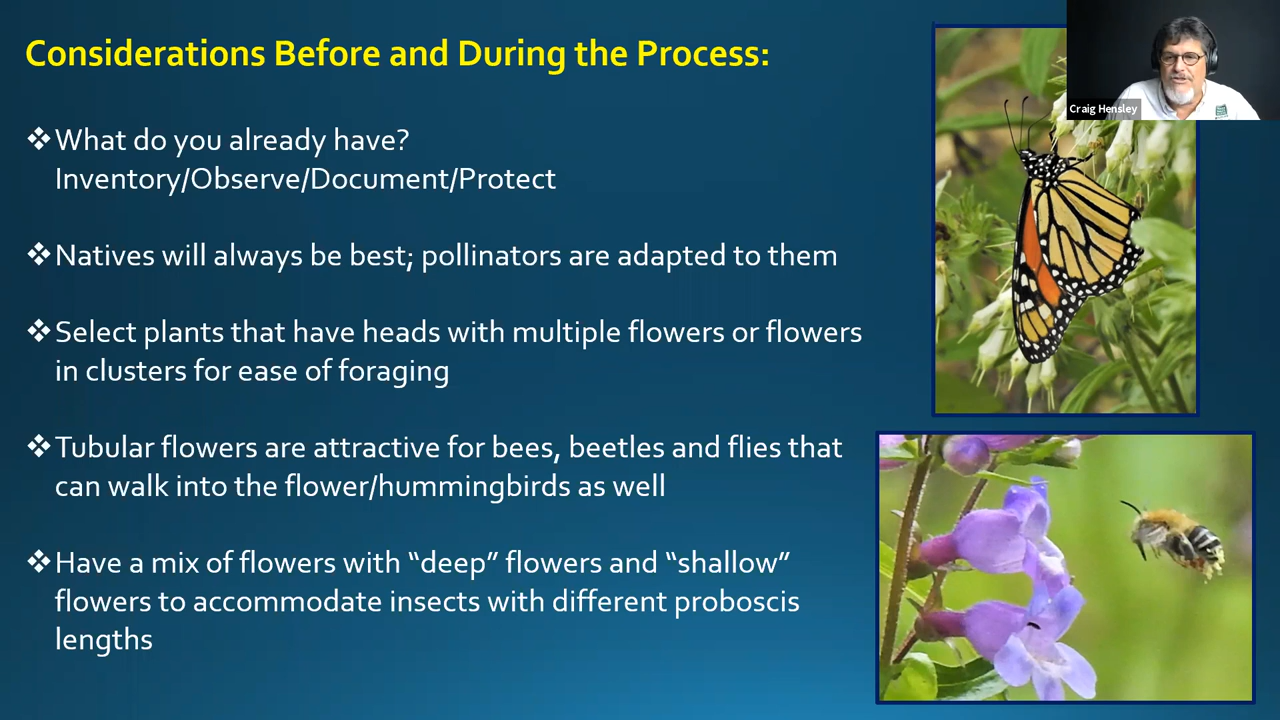 Considerations Before and During the Process:
Craig Hensley
❖What do you already have?
Inventory/Observe/Document/Protect
❖Natives will always be best; pollinators are adapted to them
❖Select plants that have heads with multiple flowers or flowers
in clusters for ease of foraging
❖Tubular flowers are attractive for bees, beetles and flies that
can walk into the flower/hummingbirds as well
❖Have a mix of flowers with “deep” flowers and “shallow”
flowers to accommodate insects with different proboscis
lengths